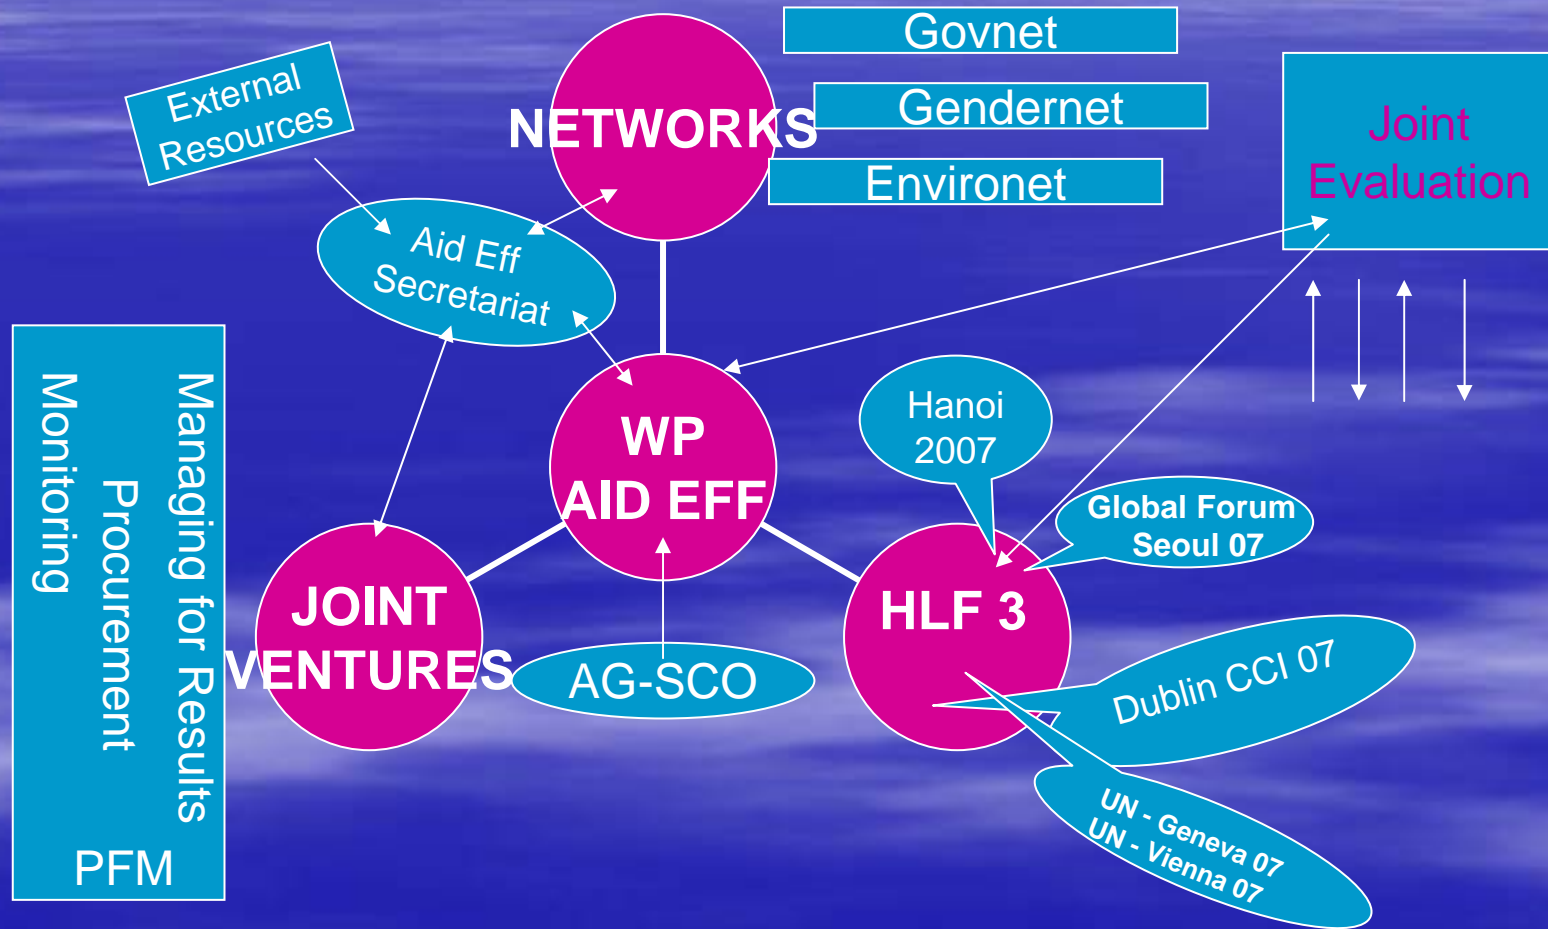 Govnet
External
Resources
NETWORKS
Gendernet
Joint
Evaluation
Environet
Aid Eff
Secretariat
Managing for Results
Procurement
Monitoring
PFM
WP
AID EFF
Hanoi
2007
Global Forum
Seoul 07
JOINT
VENTURES
HLF 3
AG-SCO
Dublin CCI 07
UN - Geneva 07
UN - Vienna 07